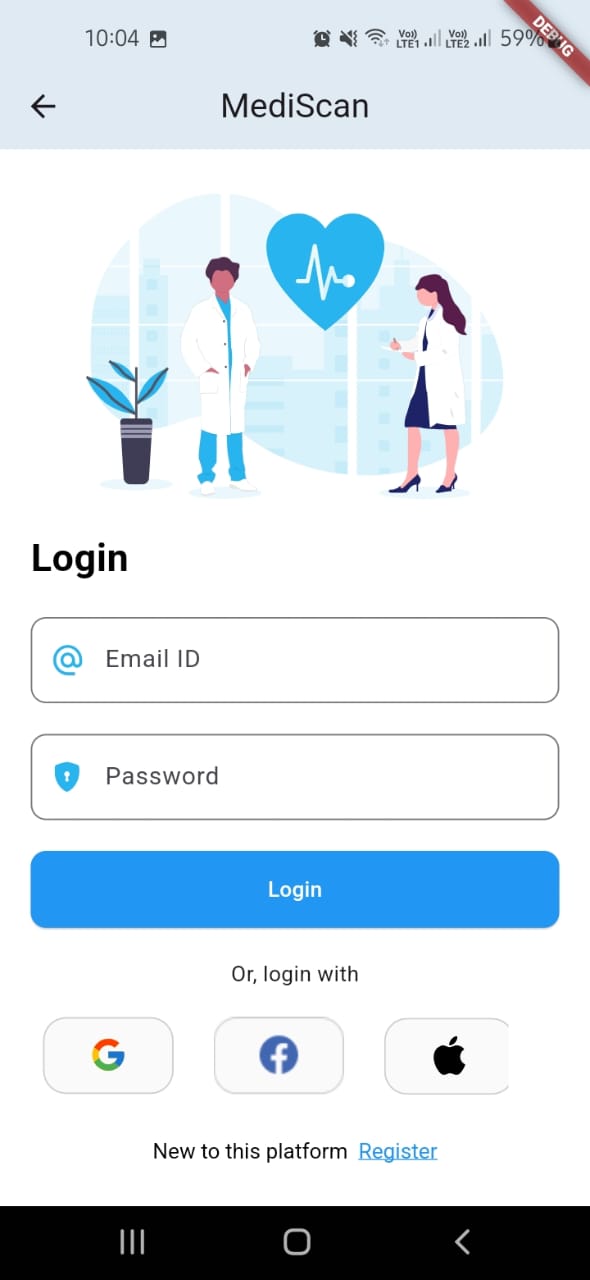 10:04
Vo)) LTE1 Vo)) LTE2 59%
DEBUG
MediScan
Login
Email ID
Password
Login
Or, login with
New to this platform Register